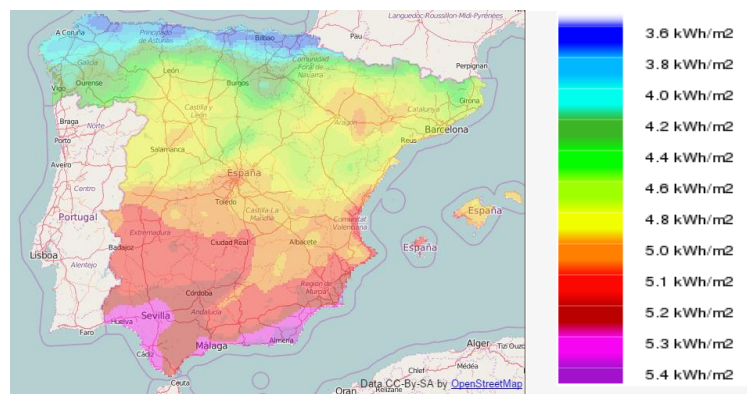 Languedoc-Roussillon-Midi-Pyrénées
A Coruña
Principado
de Asturias
Bilbao
Pau
Perpignan
Galicia
León
Burgos
Comunidad
Foral de
Navarra
Vigo
Ourense
Girona
Castilla y
León
Catalunya
Braga
Norte
Aragón
Barcelona
Porto
Reus
Salamanca
Aveiro
España
Centro
Toledo
Castilla-La
Mancha
España
Portugal
Comunitat
Valenciana
Extremadura
Badajoz
Ciudad Real
Albacete
España
Lisboa
Alentejo
Región de
Murcia
Córdoba
Andalucía
Huelva
Sevilla
Faro
Cádiz
Málaga
Almería
Alger
Tizi Ouzo
Médéa
Chlef
Ceuta
Oran
Relizane
Data CC-By-SA by OpenStreetMap
3.6 kWh/m2
3.8 kWh/m2
4.0 kWh/m2
4.2 kWh/m2
4.4 kWh/m2
4.6 kWh/m2
4.8 kWh/m2
5.0 kWh/m2
5.1 kWh/m2
5.2 kWh/m2
5.3 kWh/m2
5.4 kWh/m2